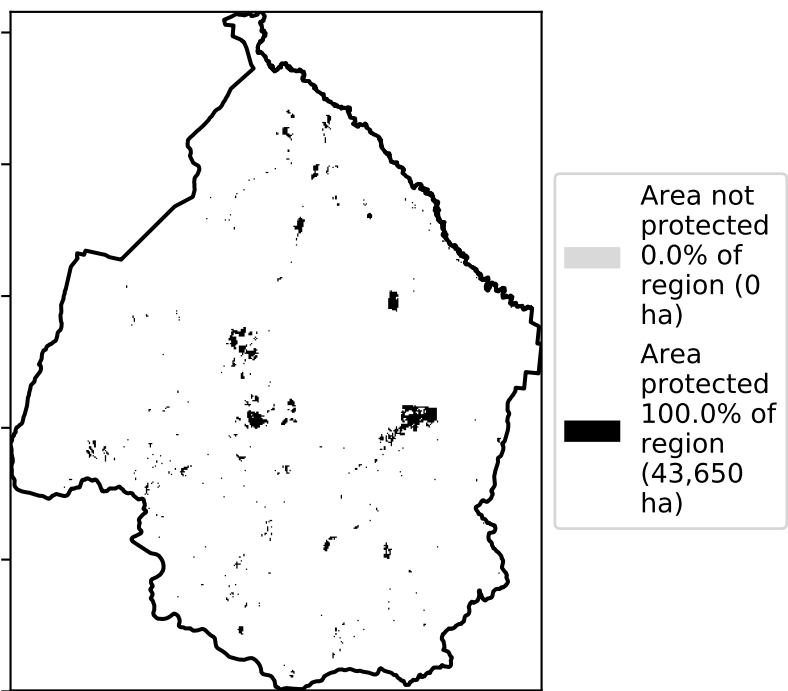 Area not
protected
0.0% of
region (0
ha)
Area
protected
100.0% of
region
(43,650
ha)